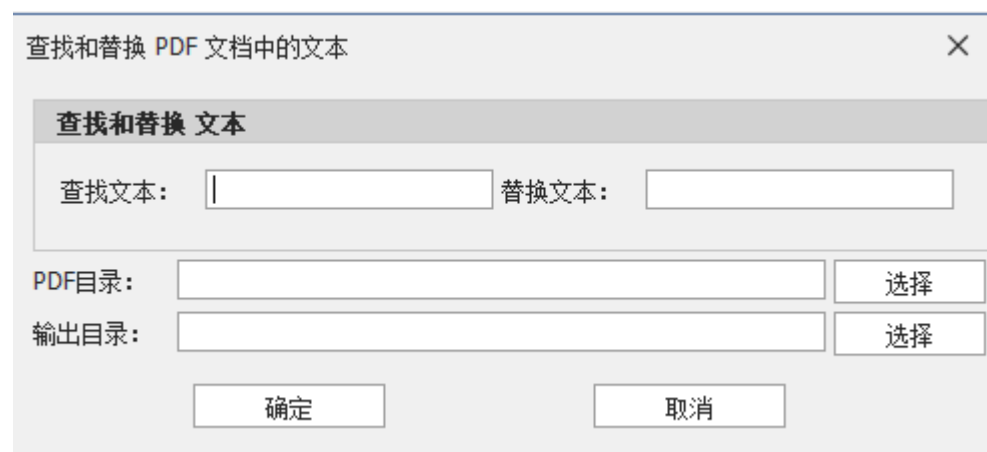 查找和替换 PDF 文档中的文本
查找和替换 文本
查找文本： 替换文本：
PDF目录： 选择
输出目录： 选择
确定 取消